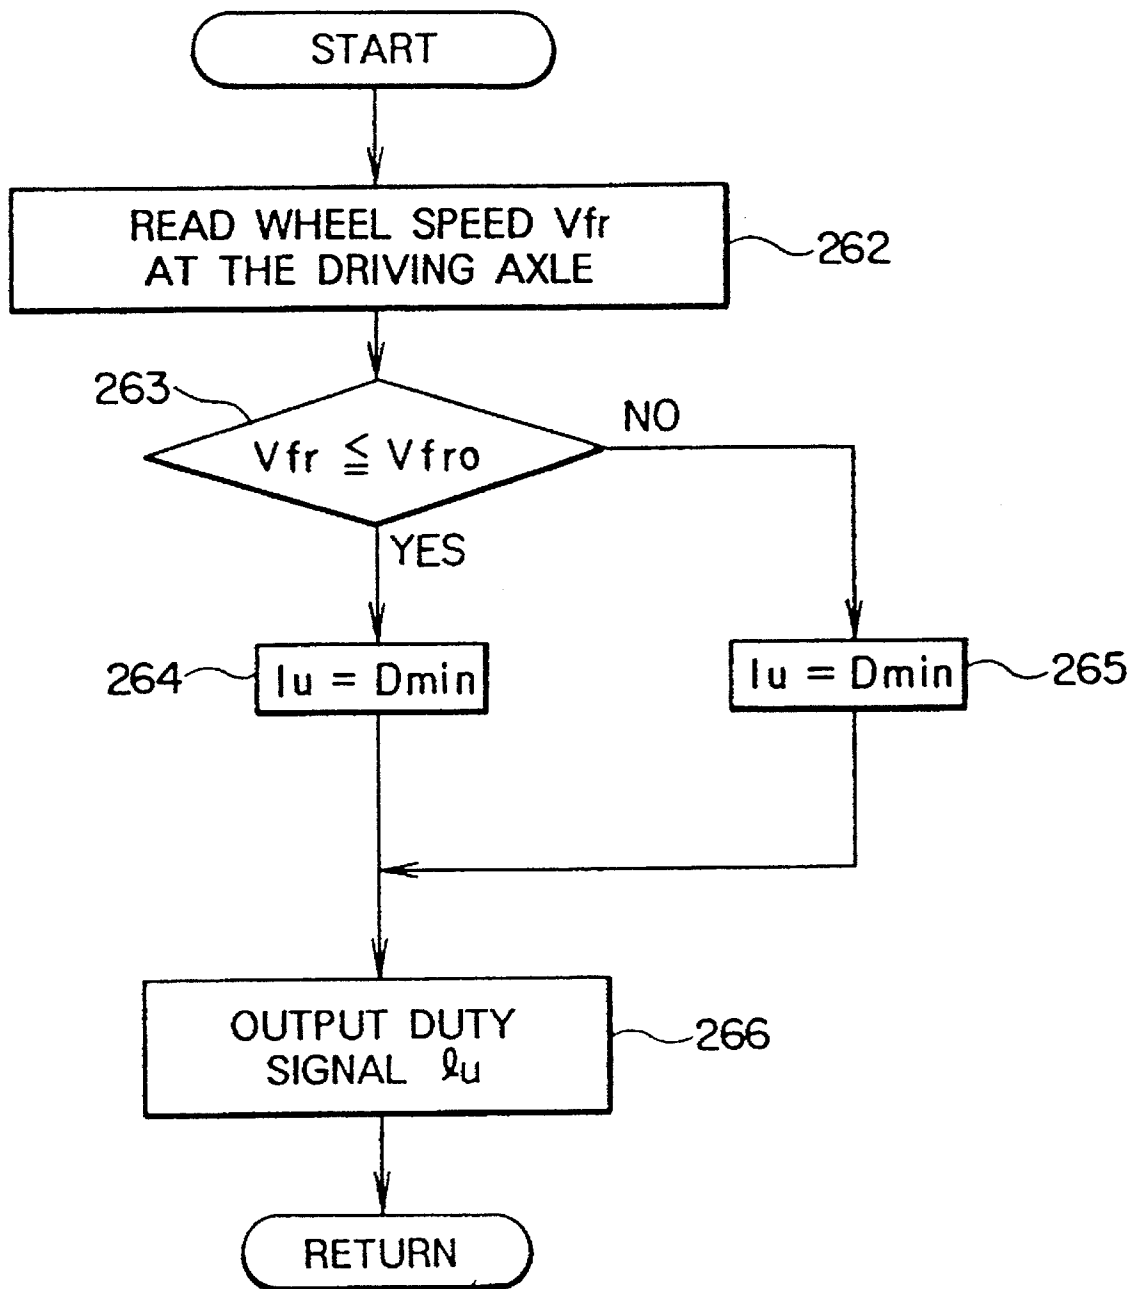 START
READ WHEEL SPEED Vfr
AT THE DRIVING AXLE
262
263
Vfr ≦ Vfro
NO
YES
264
Iu = Dmin
Iu = Dmin
265
OUTPUT DUTY
SIGNAL ℓu
266
RETURN